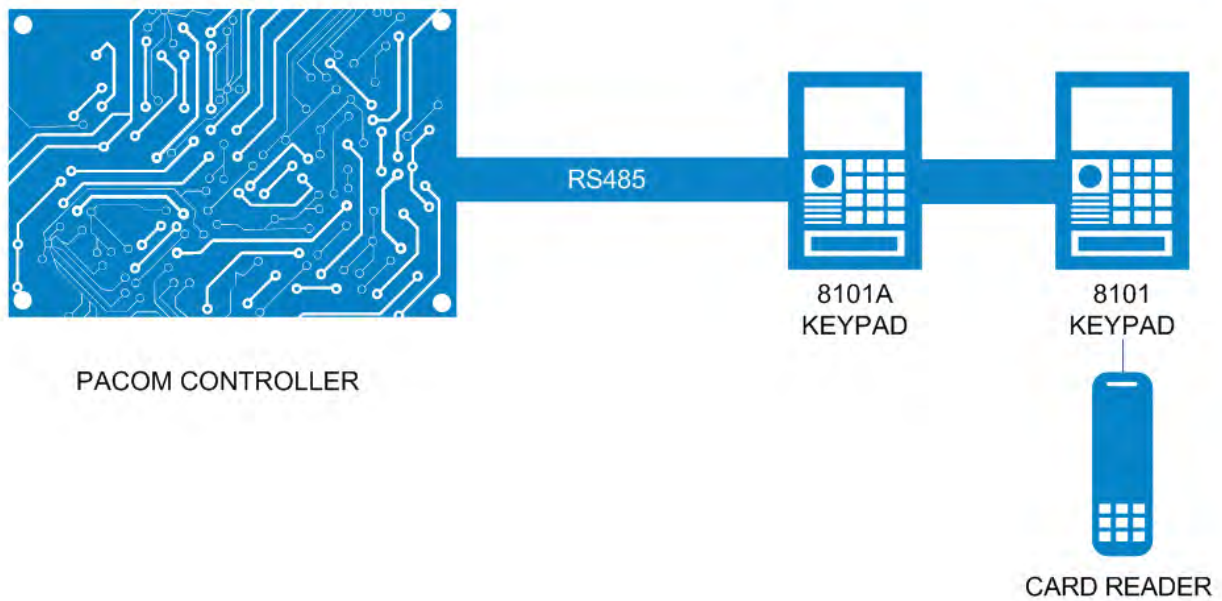 RS485
8101A
KEYPAD
8101
KEYPAD
PACOM CONTROLLER
CARD READER